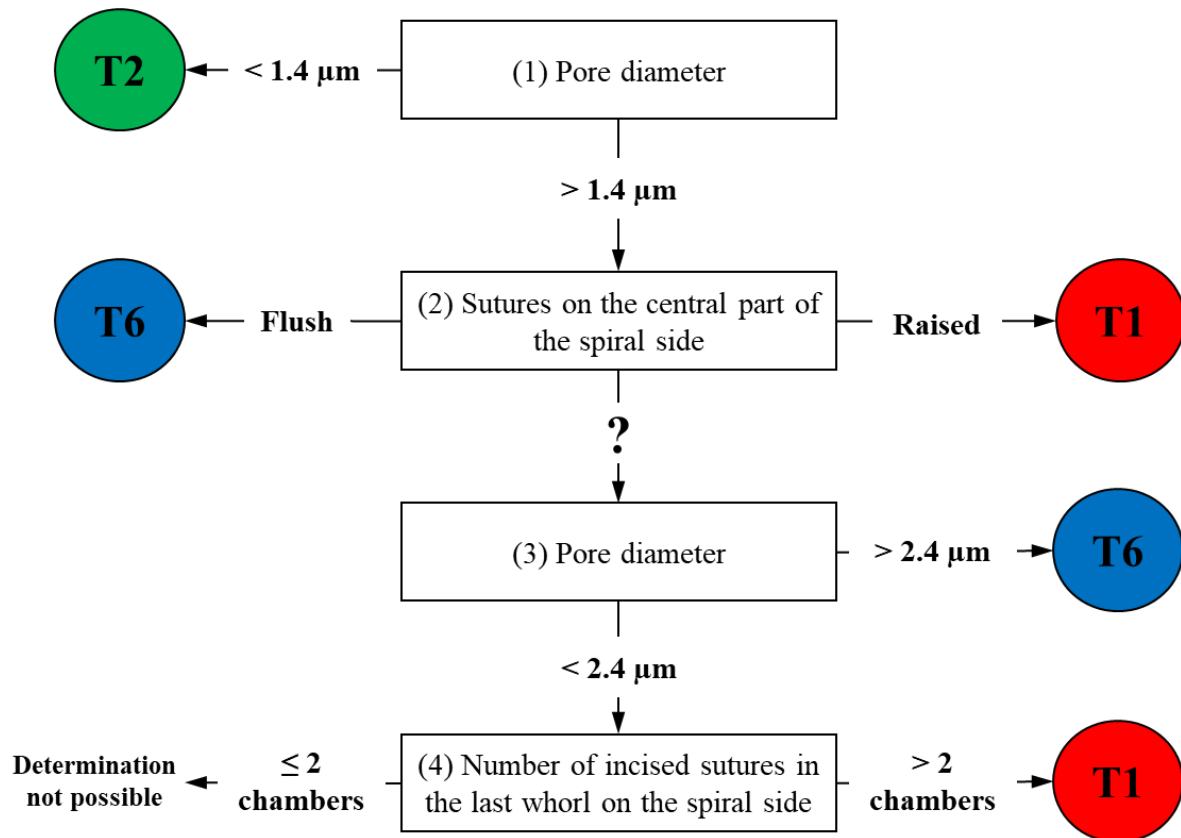 T2
< 1.4 µm
(1) Pore diameter
> 1.4 µm
T6
Flush
(2) Sutures on the central part of
the spiral side
Raised
T1
?
(3) Pore diameter
> 2.4 µm
T6
< 2.4 µm
Determination
not possible
≤ 2
chambers
(4) Number of incised sutures in
the last whorl on the spiral side
> 2
chambers
T1